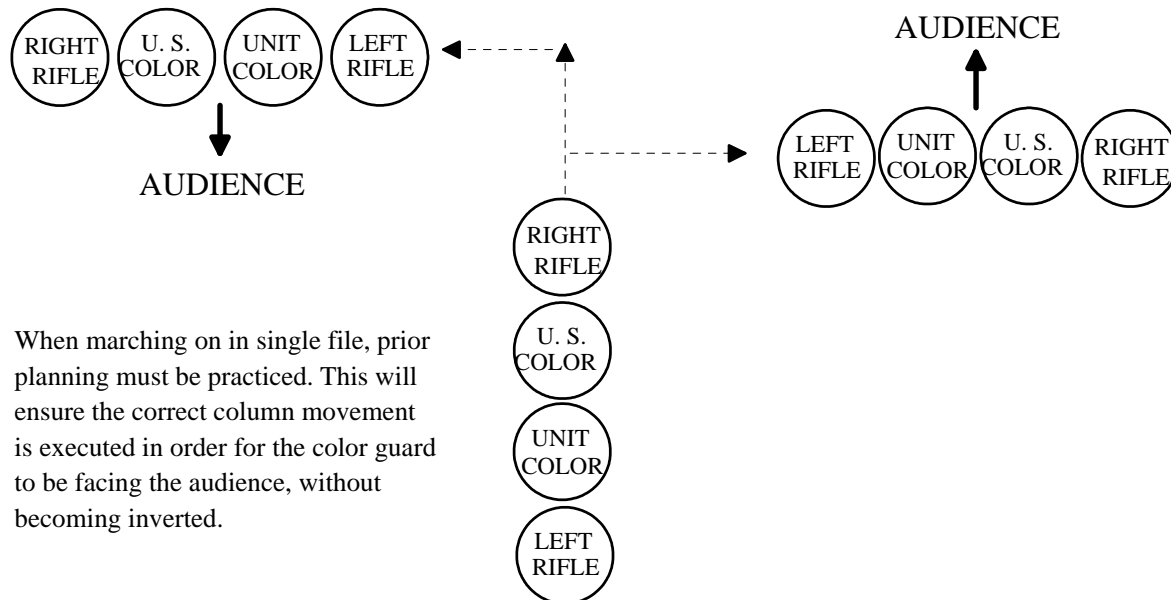 RIGHT
RIFLE
U. S.
COLOR
UNIT
COLOR
LEFT
RIFLE
AUDIENCE
AUDIENCE
LEFT
RIFLE
UNIT
COLOR
U. S.
COLOR
RIGHT
RIFLE
RIGHT
RIFLE
U. S.
COLOR
UNIT
COLOR
LEFT
RIFLE
When marching on in single file, prior
planning must be practiced. This will
ensure the correct column movement
is executed in order for the color guard
to be facing the audience, without
becoming inverted.